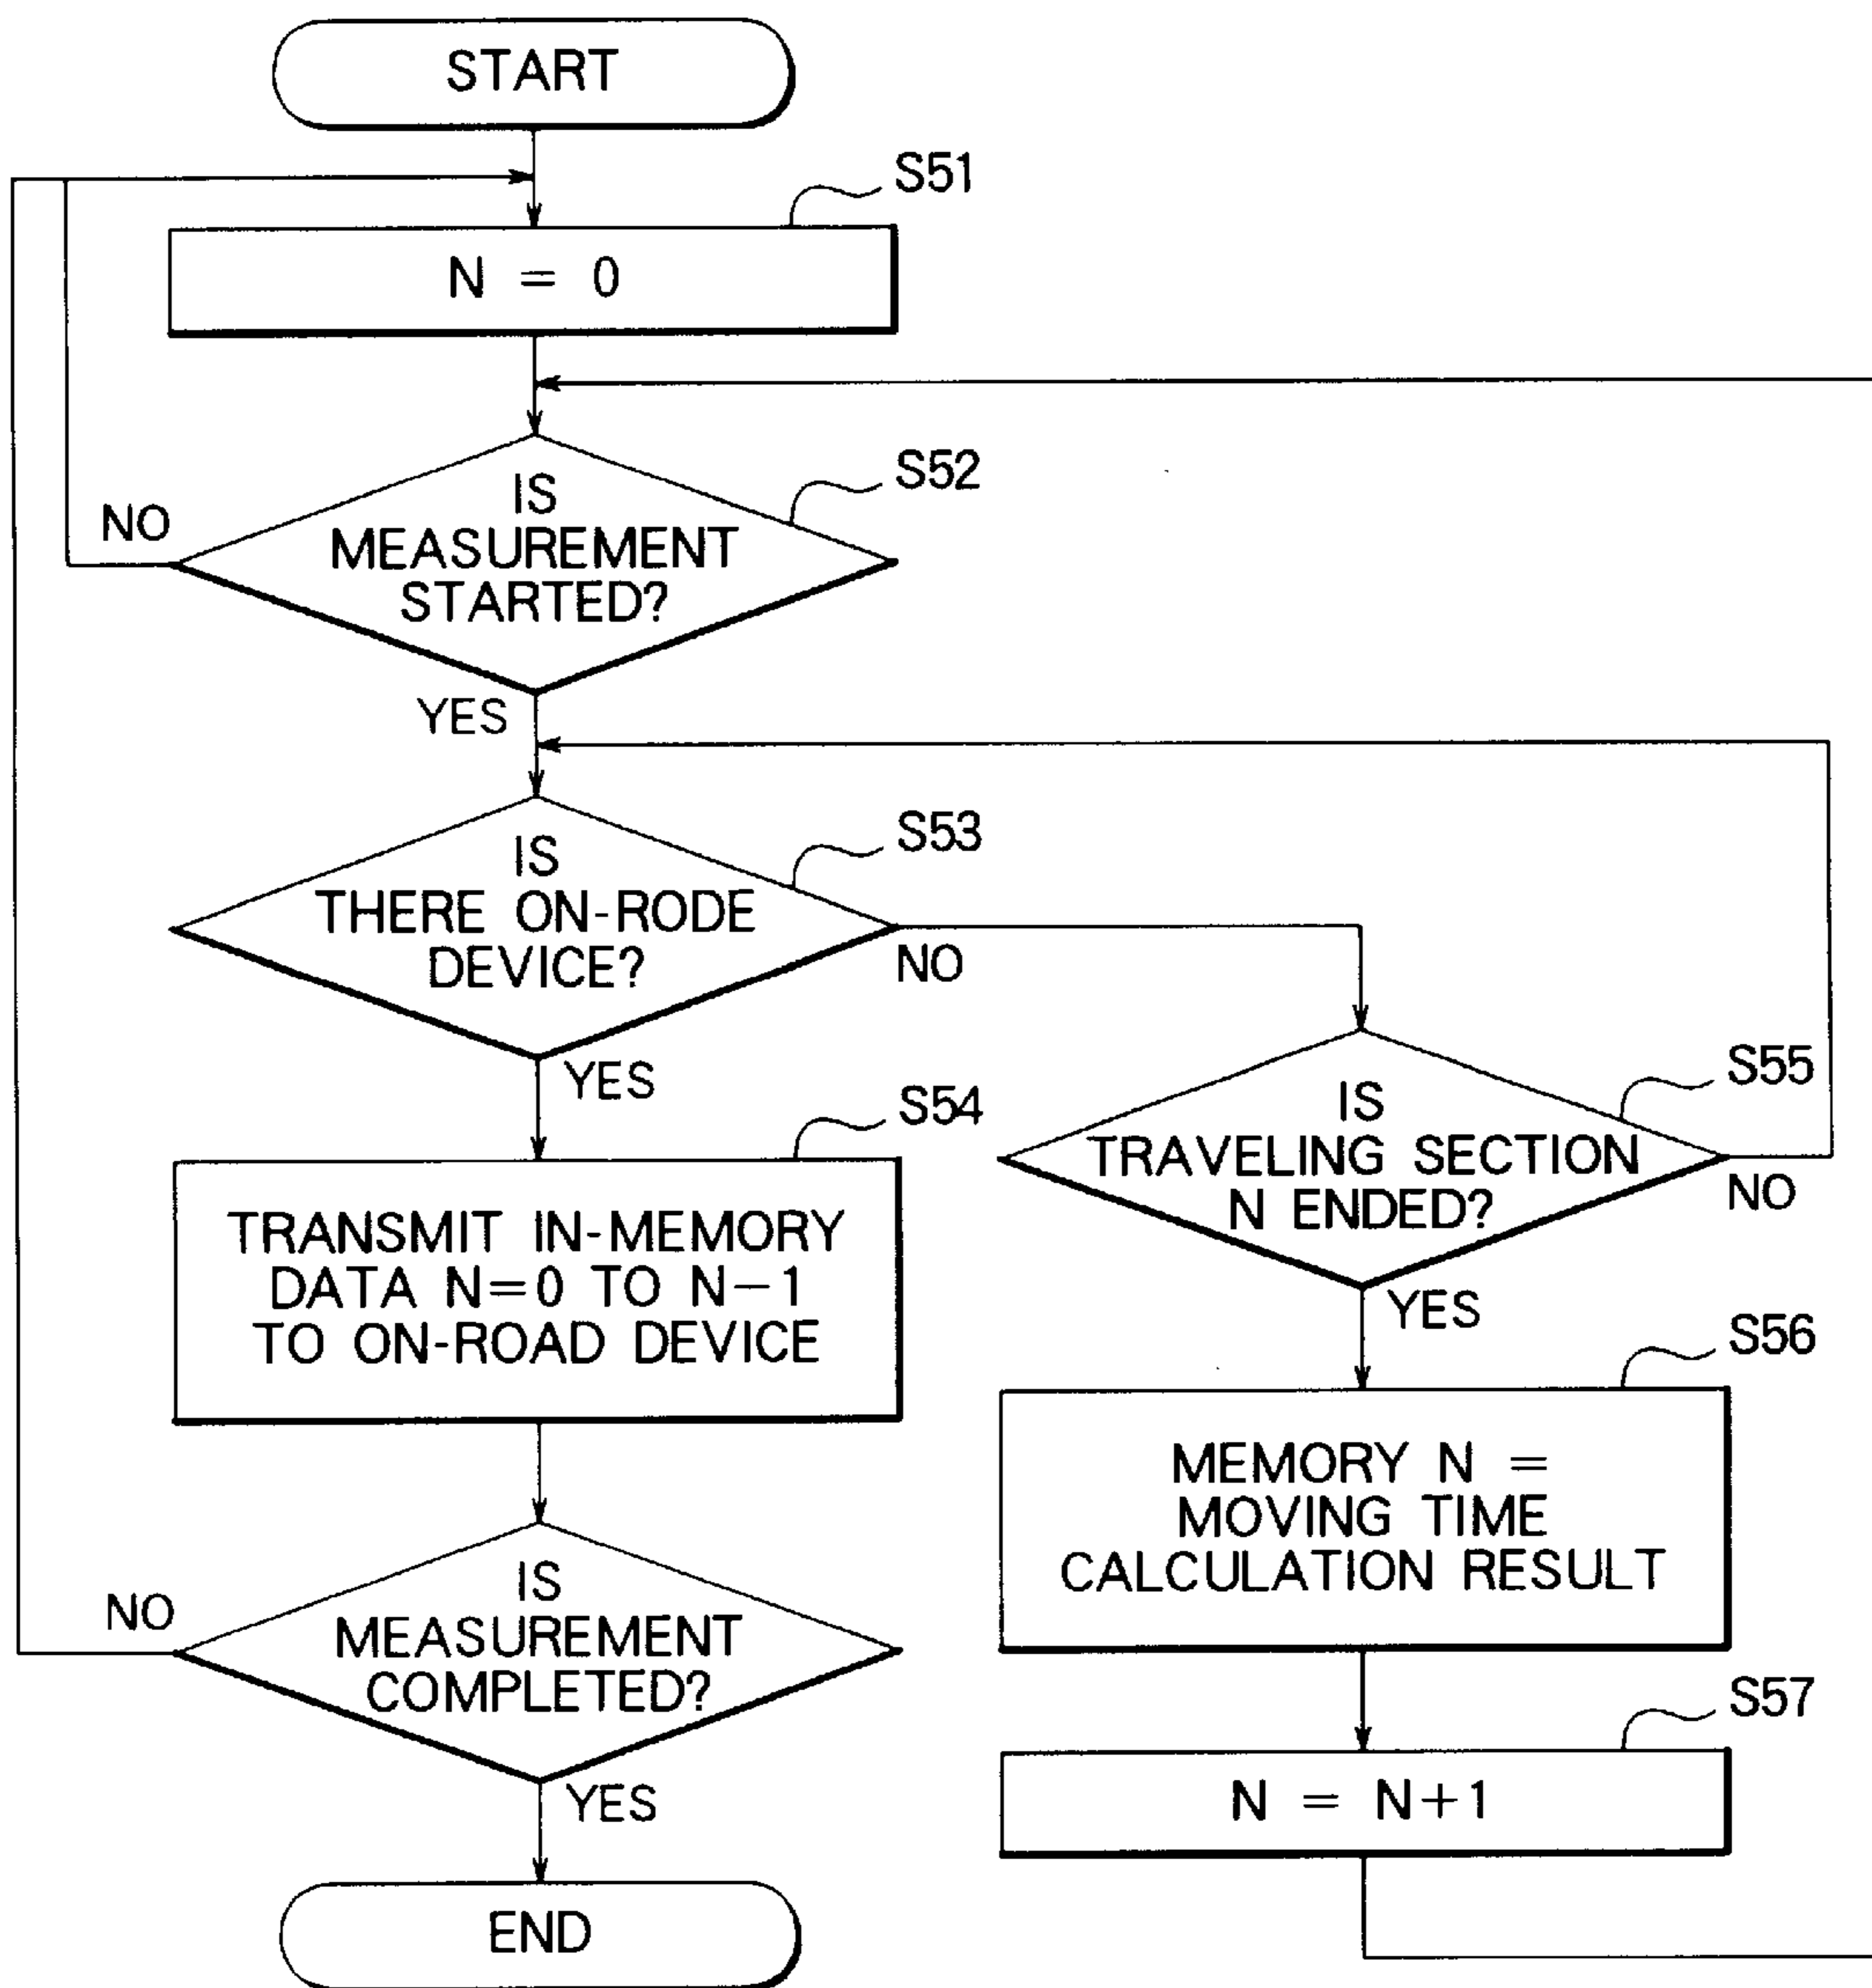 START
S51
N = 0
S52
IS
MEASUREMENT
STARTED?
NO
YES
S53
IS
THERE ON-RODE
DEVICE?
NO
YES
S54
TRANSMIT IN-MEMORY
DATA N=0 TO N-1
TO ON-ROAD DEVICE
S55
IS
TRAVELING SECTION
N ENDED?
NO
YES
S56
MEMORY N =
MOVING TIME
CALCULATION RESULT
S57
N = N+1
IS
MEASUREMENT
COMPLETED?
NO
YES
END